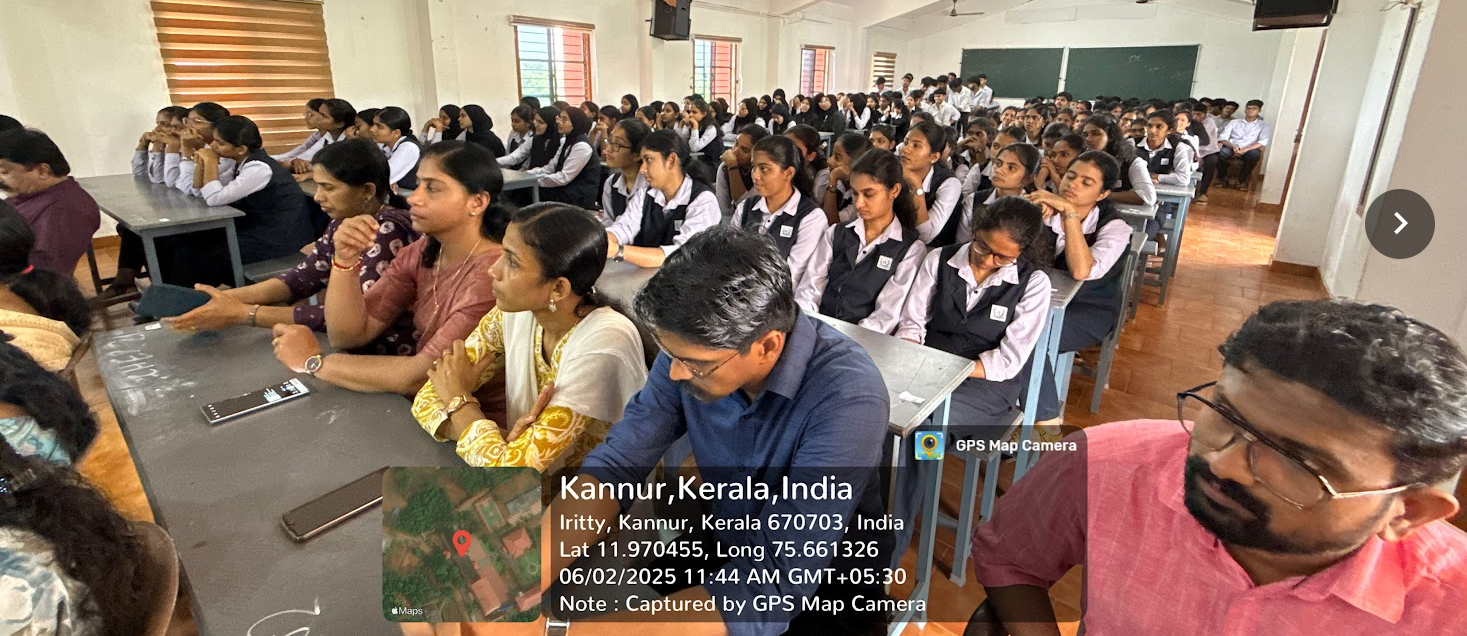 GPS Map Camera
Kannur,Kerala,India
Iritty, Kannur, Kerala 670703, India
Lat 11.970455, Long 75.661326
06/02/2025 11:44 AM GMT+05:30
Note : Captured by GPS Map Camera
Maps